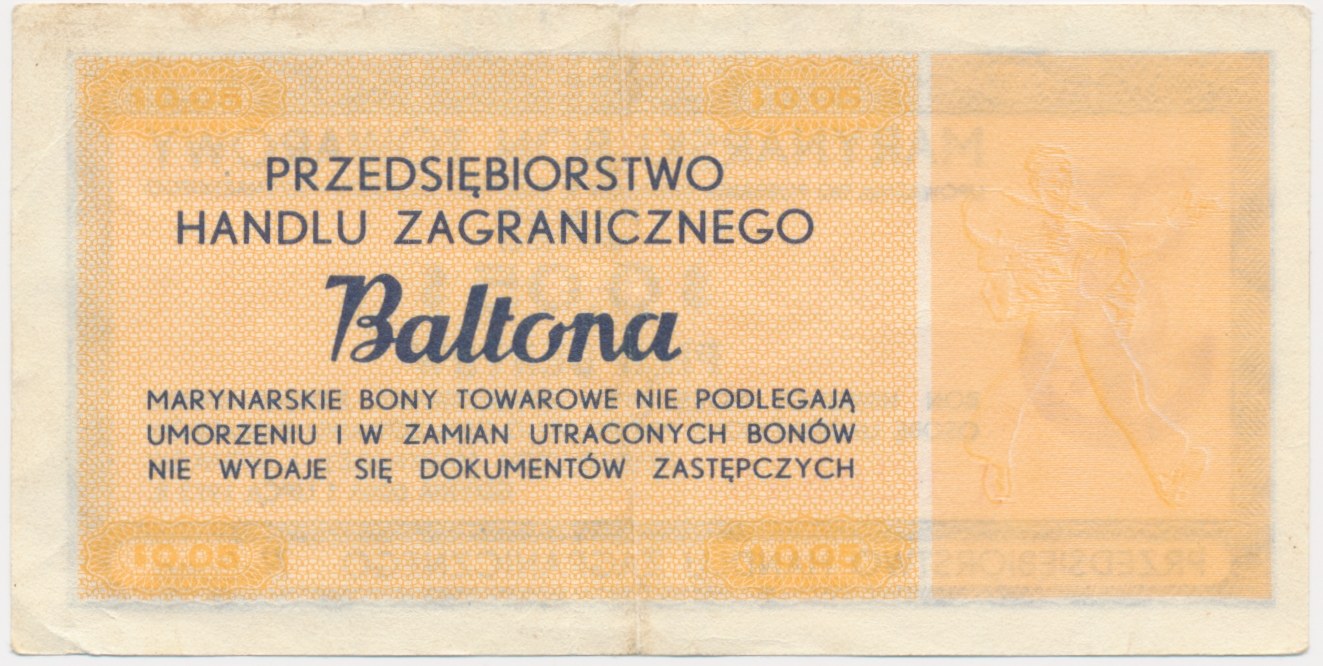 $0.05 $0.05
PRZEDSIĘBIORSTWO
HANDLU ZAGRANICZNEGO
Baltona
MARYNARSKIE BONY TOWAROWE NIE PODLEGAJĄ
UMORZENIU I W ZAMIAN UTRACONYCH BONÓW
NIE WYDAJE SIĘ DOKUMENTÓW ZASTĘPCZYCH
$0.05 $0.05